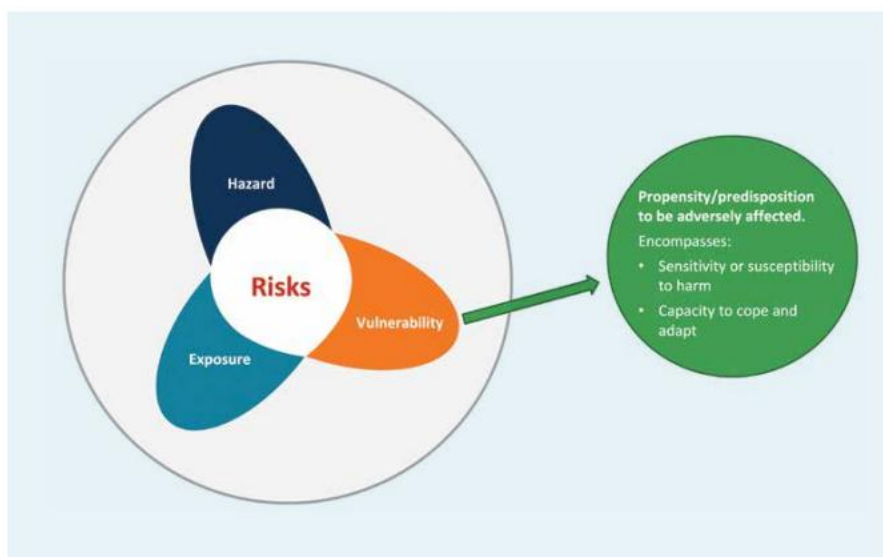 Hazard
Risks
Vulnerability
Exposure
Propensity/predisposition
to be adversely affected.
Encompasses:
• Sensitivity or susceptibility
to harm
• Capacity to cope and
adapt